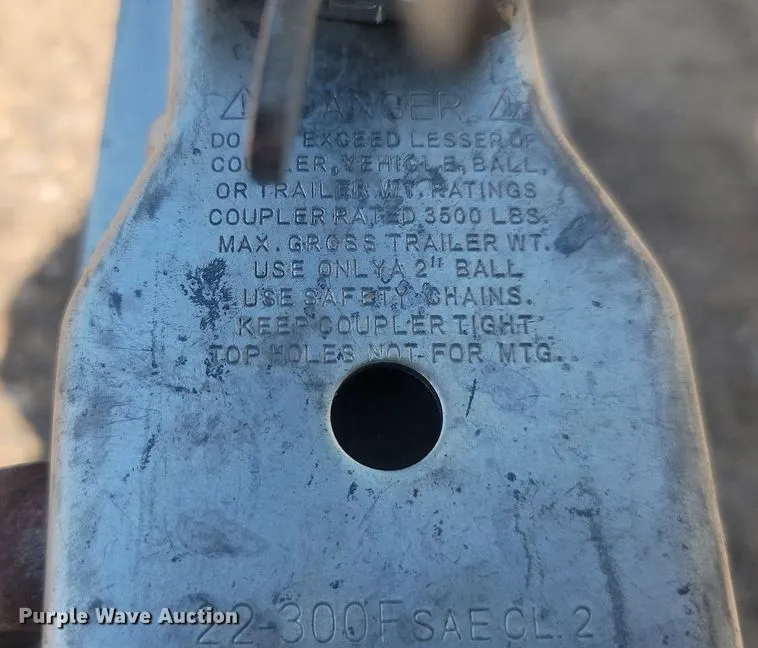 DANGER
DO EXCEED LESSER OF
COUPLER, VEHICLE, BALL,
OR TRAILER WT. RATINGS
COUPLER RATED 3500 LBS.
MAX. GROSS TRAILER WT.
USE ONLY A 2" BALL
USE SAFETY CHAINS.
KEEP COUPLER TIGHT.
TOP HOLES NOT FOR MTG.
22-300F SAE CL. 2
Purple Wave Auction